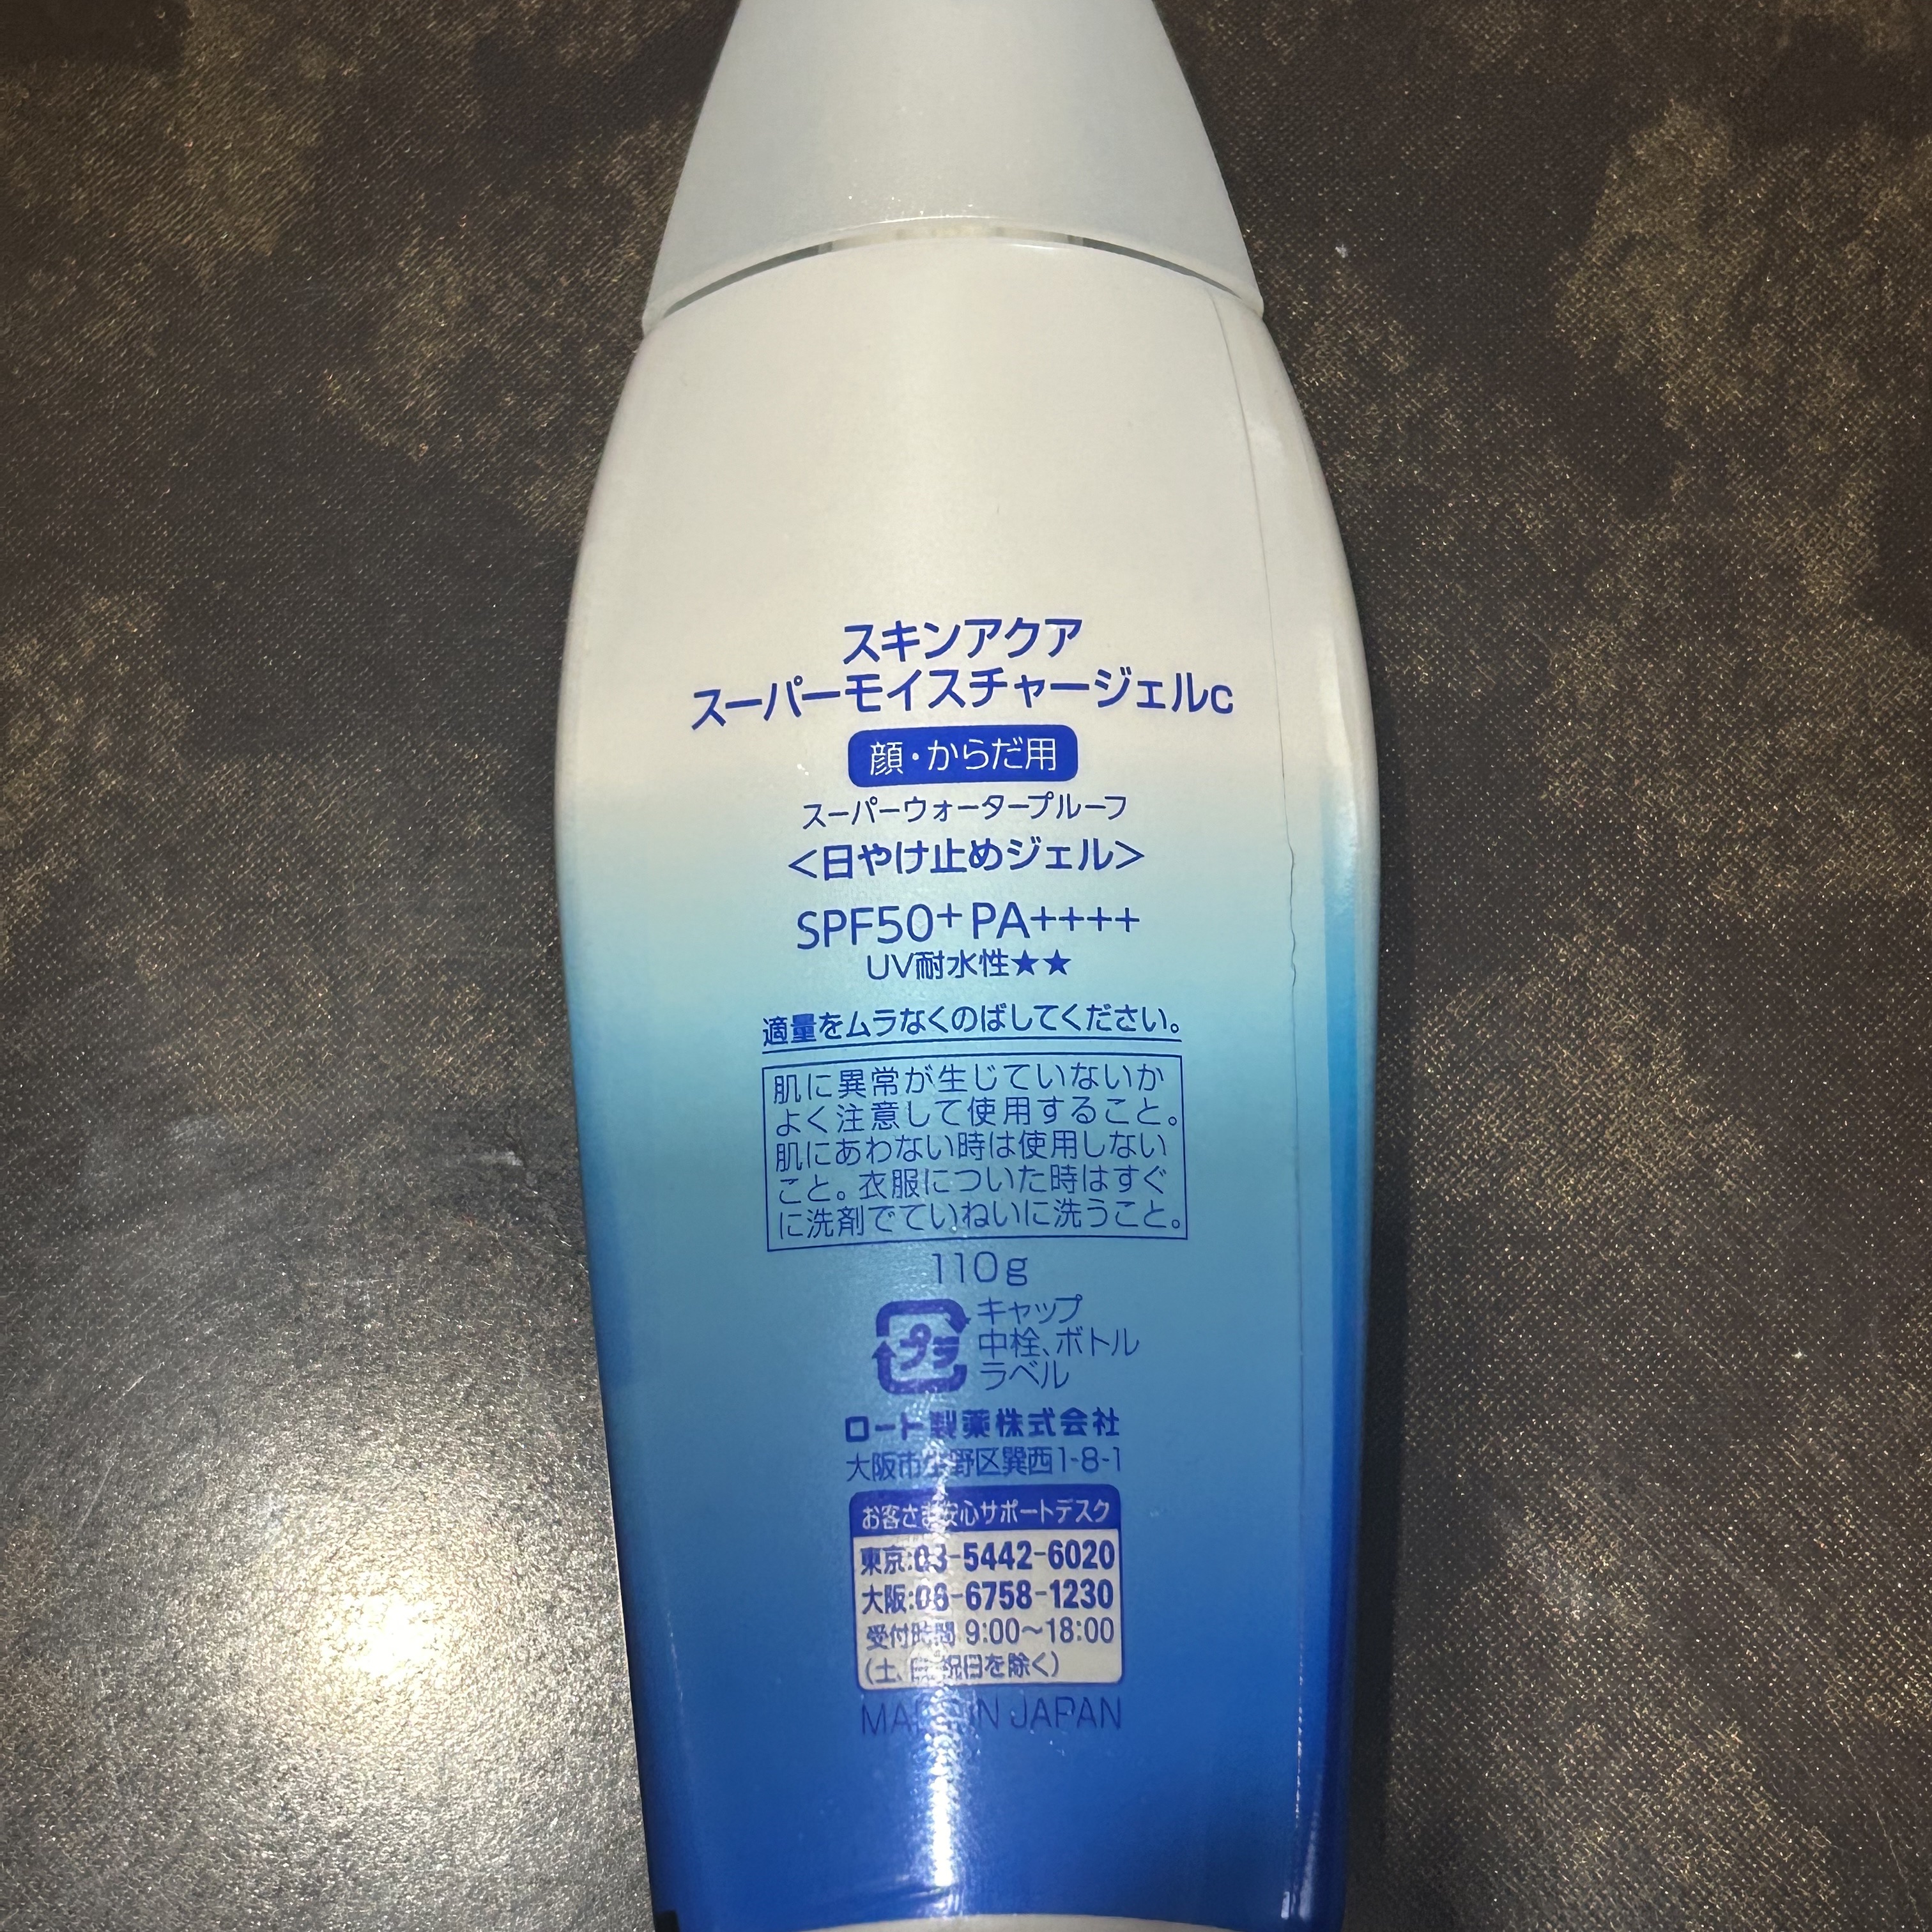 スキンアクア
スーパーモイスチャージェルc
顔・からだ用
スーパーウォータープルーフ
＜日やけ止めジェル＞
SPF50+ PA++++
UV耐水性★★
適量をムラなくのばしてください。
肌に異常が生じていないか
よく注意して使用すること。
肌にあわない時は使用しない
こと。衣服についた時はすぐ
に洗剤でていねいに洗うこと。
110g
プラ
キャップ
中栓、ボトル
ラベル
ロート製薬株式会社
大阪市生野区巽西1-8-1
お客さま安心サポートデスク
東京:03-5442-6020
大阪:06-6758-1230
受付時間 9:00〜18:00
(土、日、祝日を除く)
MADE IN JAPAN